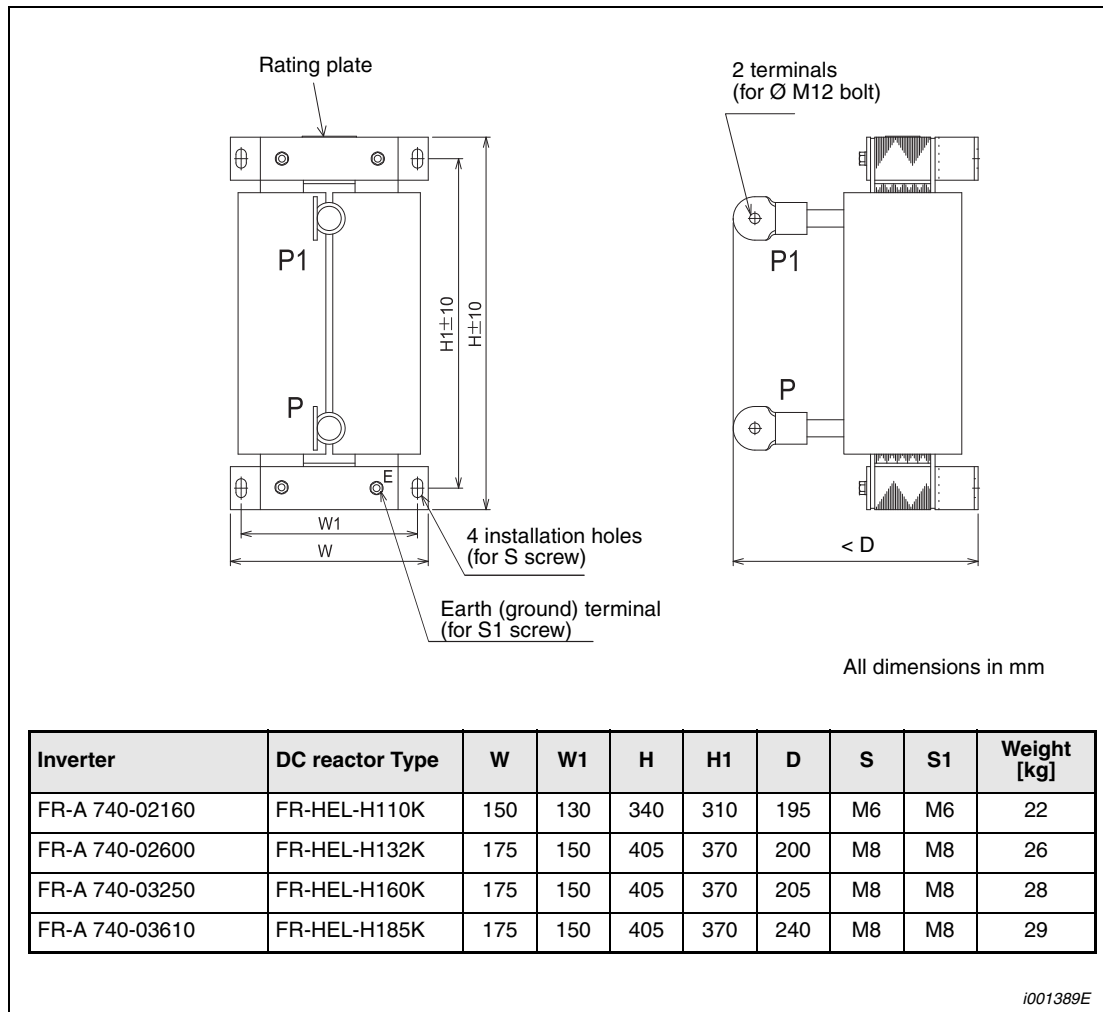 Rating plate
2 terminals
(for Ø M12 bolt)
P1
P
E
H1±10
H±10
W1
W
4 installation holes
(for S screw)
Earth (ground) terminal
(for S1 screw)
P1
P
< D
All dimensions in mm
Inverter DC reactor Type W W1 H H1 D S S1 Weight [kg]
FR-A 740-02160 FR-HEL-H110K 150 130 340 310 195 M6 M6 22
FR-A 740-02600 FR-HEL-H132K 175 150 405 370 200 M8 M8 26
FR-A 740-03250 FR-HEL-H160K 175 150 405 370 205 M8 M8 28
FR-A 740-03610 FR-HEL-H185K 175 150 405 370 240 M8 M8 29
i001389E